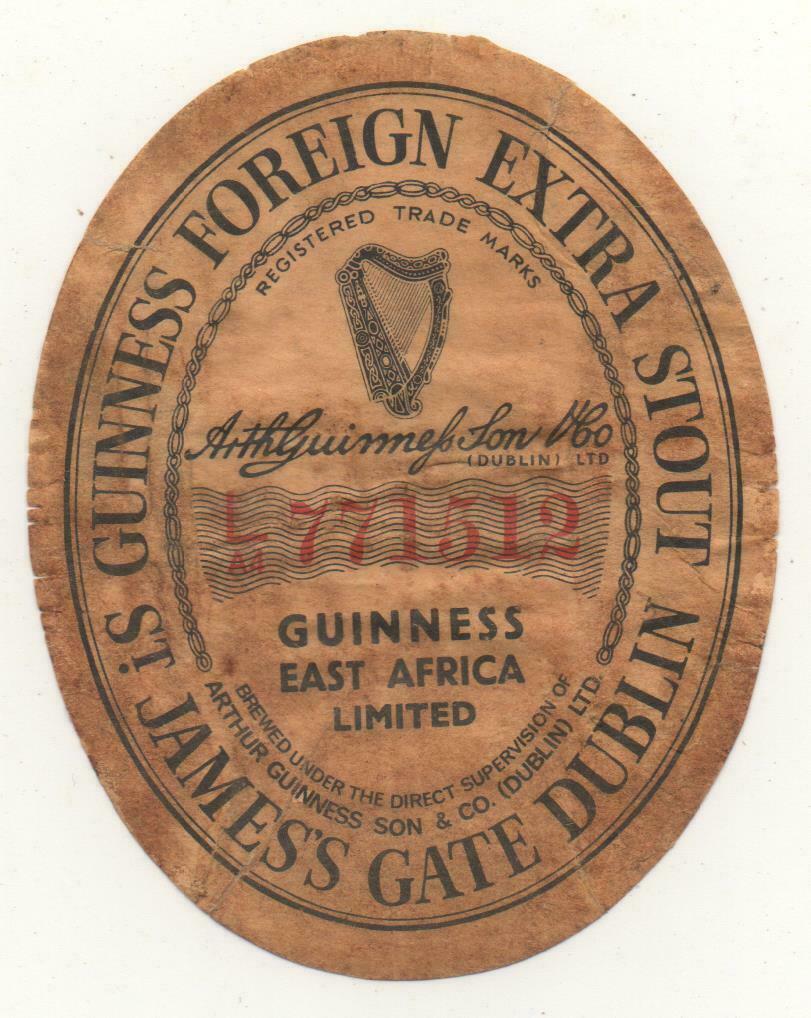 GUINNESS FOREIGN EXTRA STOUT
REGISTERED TRADE MARKS
Arth Guinness Son & Co
(DUBLIN) LTD
L
M 771512
GUINNESS
EAST AFRICA
LIMITED
BREWED UNDER THE DIRECT SUPERVISION OF
ARTHUR GUINNESS SON & CO. (DUBLIN) LTD.
ST. JAMES'S GATE DUBLIN